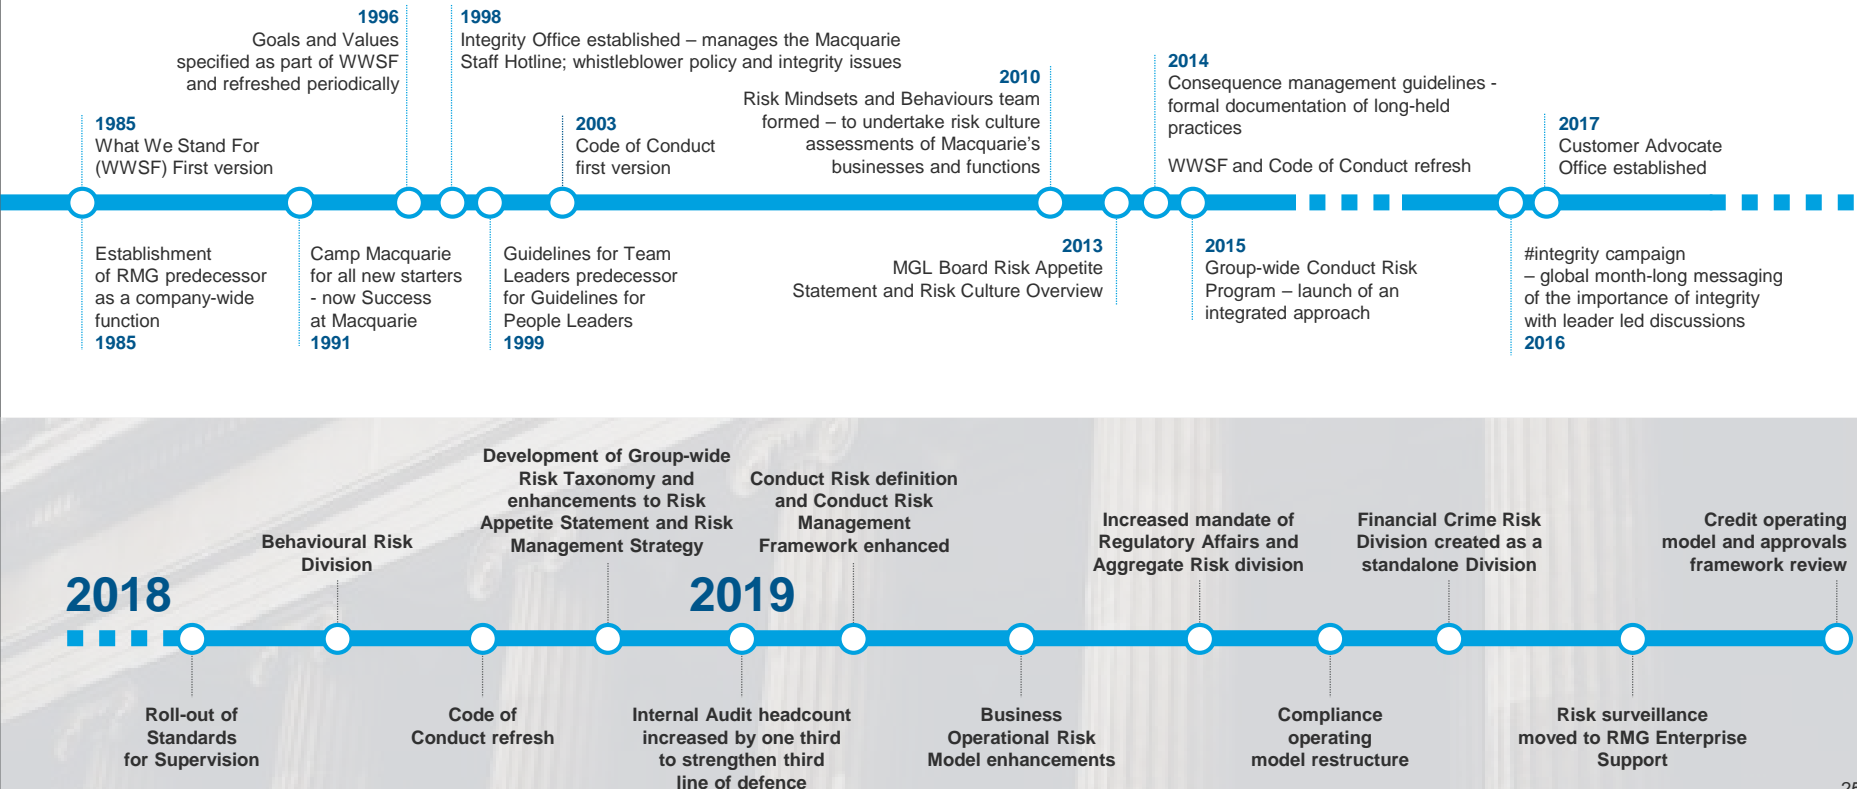 1996
Goals and Values
specified as part of WWSF
and refreshed periodically
1998
Integrity Office established – manages the Macquarie
Staff Hotline; whistleblower policy and integrity issues
1985
What We Stand For
(WWSF) First version
2003
Code of Conduct
first version
2010
Risk Mindsets and Behaviours team
formed – to undertake risk culture
assessments of Macquarie’s
businesses and functions
2014
Consequence management guidelines -
formal documentation of long-held
practices
WWSF and Code of Conduct refresh
2017
Customer Advocate
Office established
Establishment
of RMG predecessor
as a company-wide
function
1985
Camp Macquarie
for all new starters
- now Success
at Macquarie
1991
Guidelines for Team
Leaders predecessor
for Guidelines for
People Leaders
1999
2013
MGL Board Risk Appetite
Statement and Risk Culture Overview
2015
Group-wide Conduct Risk
Program – launch of an
integrated approach
#integrity campaign
– global month-long messaging
of the importance of integrity
with leader led discussions
2016
2018
Behavioural Risk
Division
Development of Group-wide
Risk Taxonomy and
enhancements to Risk
Appetite Statement and Risk
Management Strategy
2019
Conduct Risk definition
and Conduct Risk
Management
Framework enhanced
Increased mandate of
Regulatory Affairs and
Aggregate Risk division
Financial Crime Risk
Division created as a
standalone Division
Credit operating
model and approvals
framework review
Roll-out of
Standards
for Supervision
Code of
Conduct refresh
Internal Audit headcount
increased by one third
to strengthen third
line of defence
Business
Operational Risk
Model enhancements
Compliance
operating
model restructure
Risk surveillance
moved to RMG Enterprise
Support